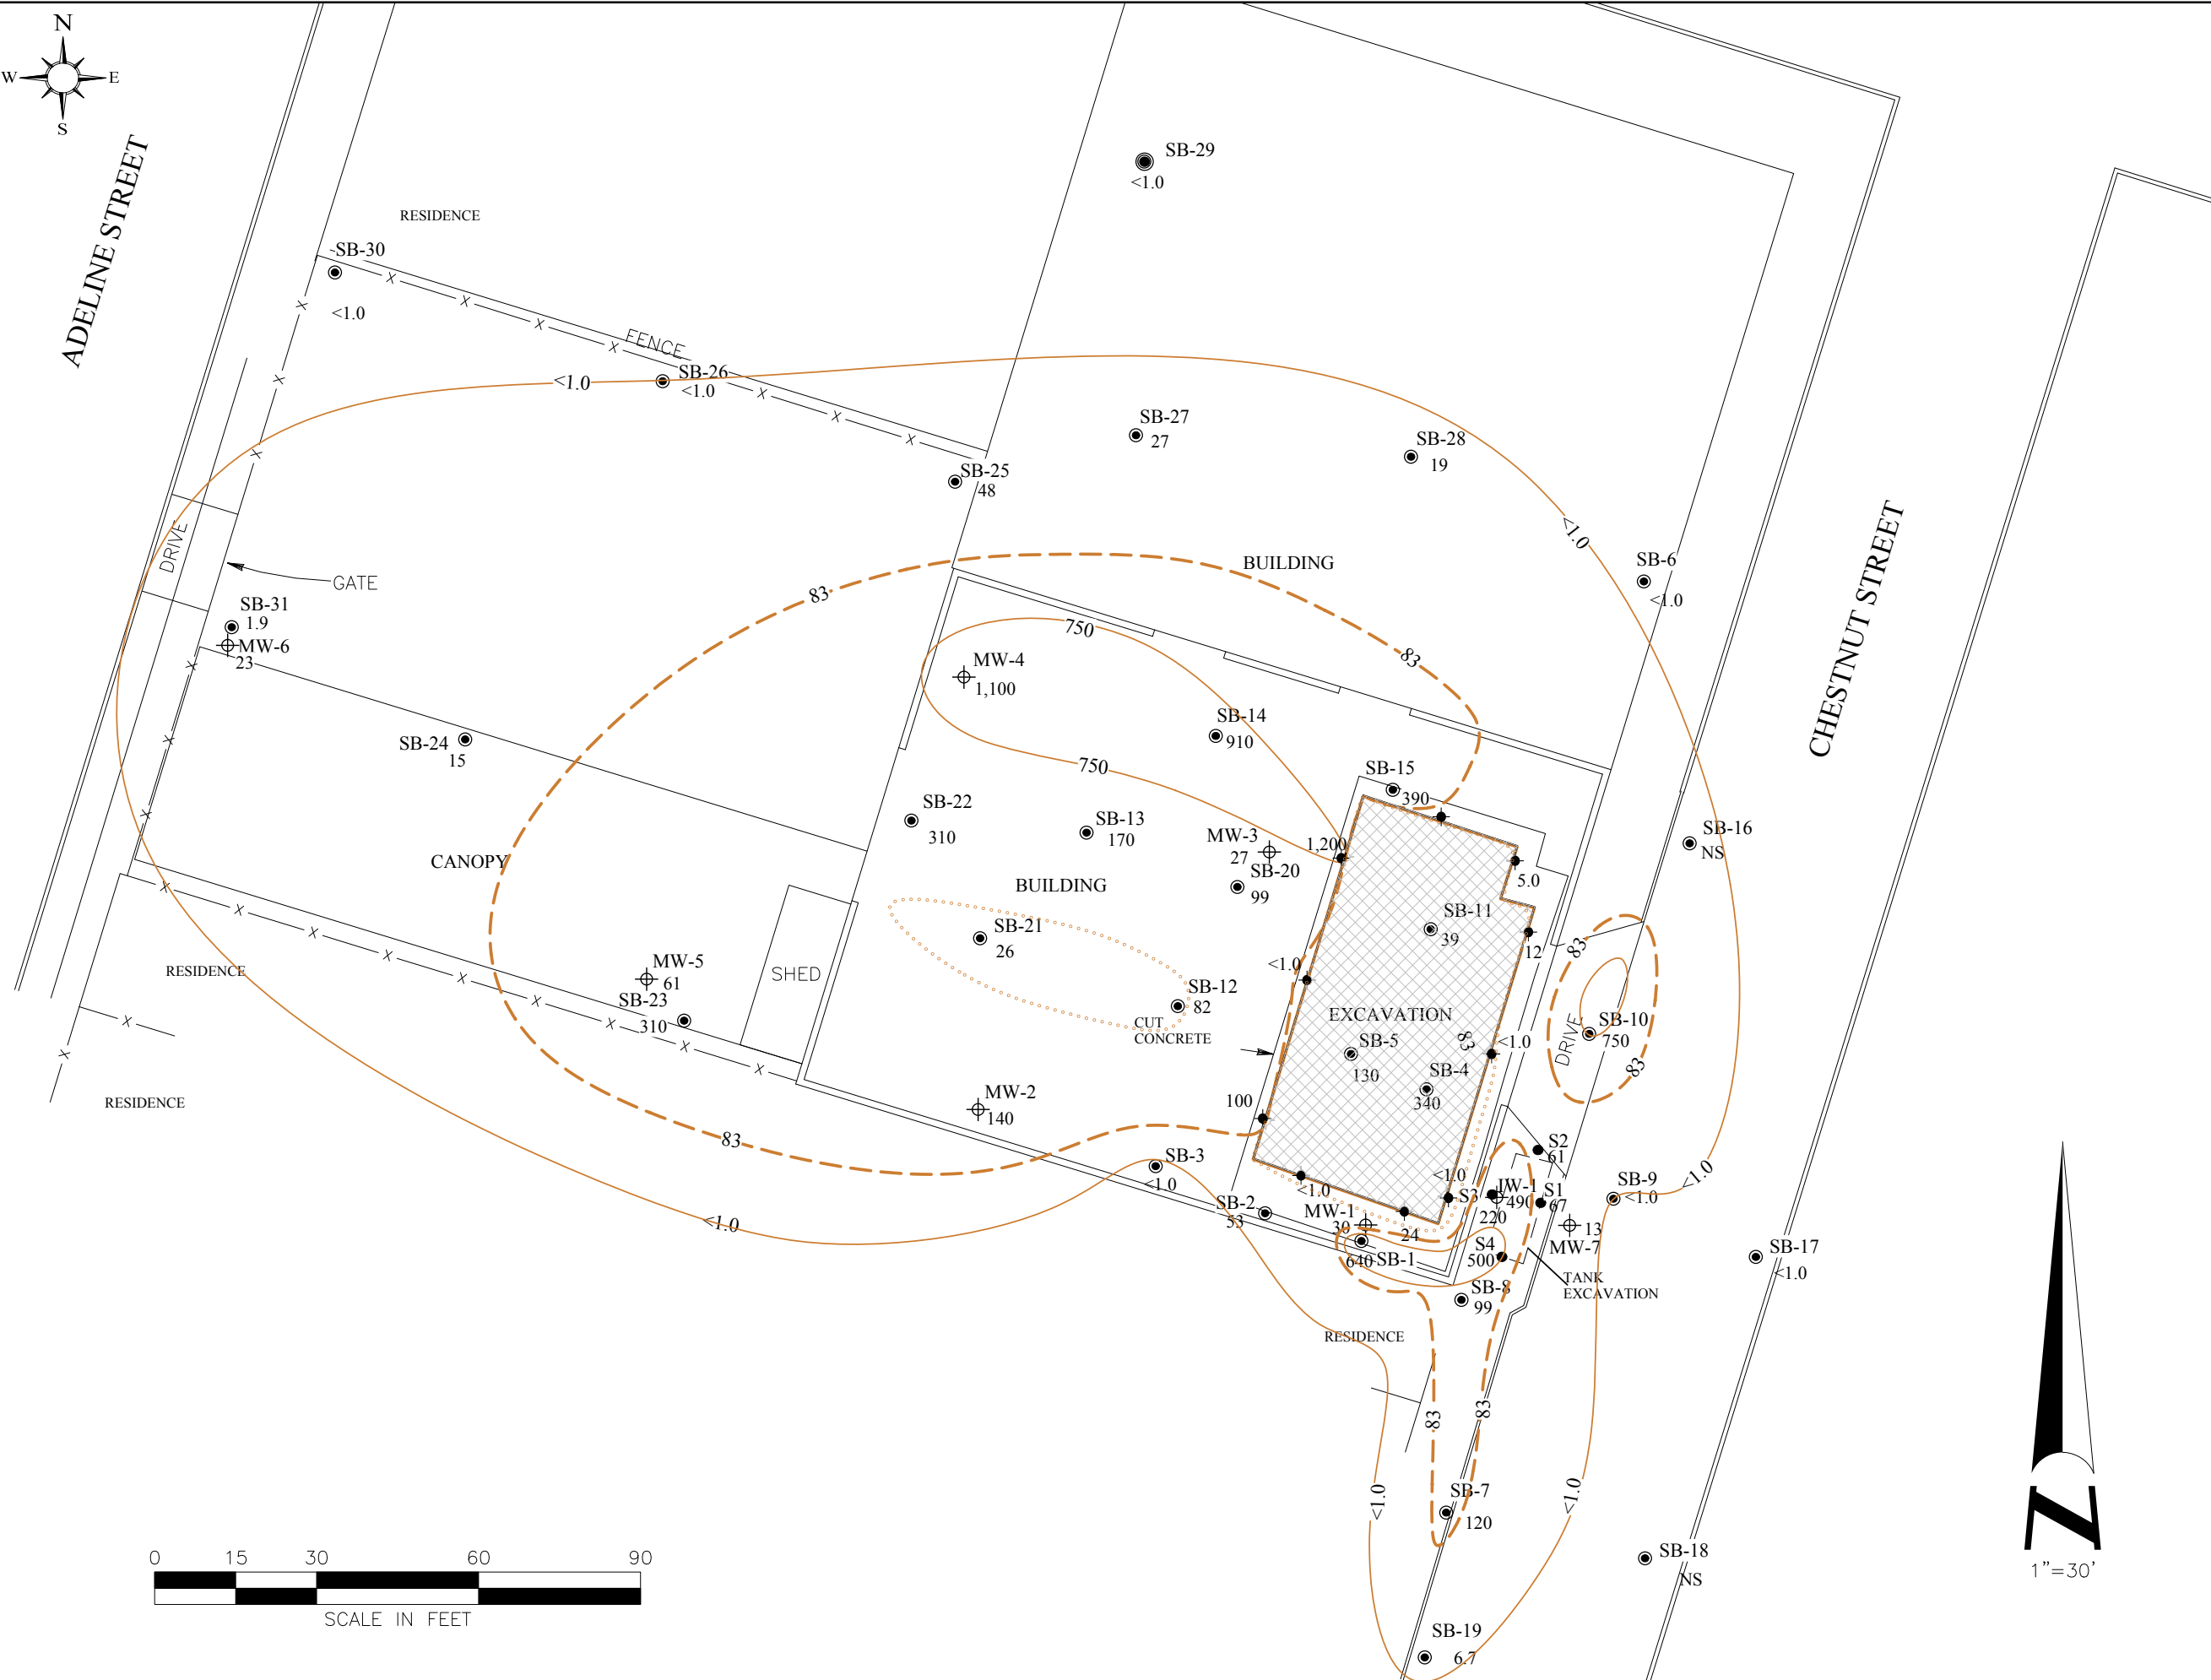 N
W
E
S
ADELINE STREET
RESIDENCE
SB-29
<1.0
SB-30
<1.0
FENCE
SB-26
<1.0
<1.0
SB-27
27
SB-28
19
SB-25
48
<1.0
CHESTNUT STREET
DRIVE
GATE
BUILDING
SB-6
<1.0
83
SB-31
1.9
MW-6
23
750
83
MW-4
1,100
SB-14
910
SB-24
15
750
SB-15
390
SB-22
310
SB-13
170
MW-3
27
1,200
SB-16
NS
CANOPY
BUILDING
SB-20
99
5.0
SB-11
39
SB-21
26
12
83
RESIDENCE
MW-5
61
SHED
<1.0
SB-23
310
SB-12
82
CUT
CONCRETE
EXCAVATION
83
<1.0
DRIVE
SB-10
750
SB-5
130
SB-4
340
83
RESIDENCE
MW-2
140
100
83
S2
61
SB-3
<1.0
<1.0
<1.0
S3
IW-1
490
220
S1
67
SB-9
<1.0
<1.0
<1.0
SB-2
53
MW-1
30
24
13
MW-7
S4
500
640
SB-1
SB-17
<1.0
TANK
EXCAVATION
SB-8
99
RESIDENCE
83
83
<1.0
<1.0
SB-7
120
SB-18
NS
SB-19
6.7
0 15 30 60 90
SCALE IN FEET
N
1"=30'